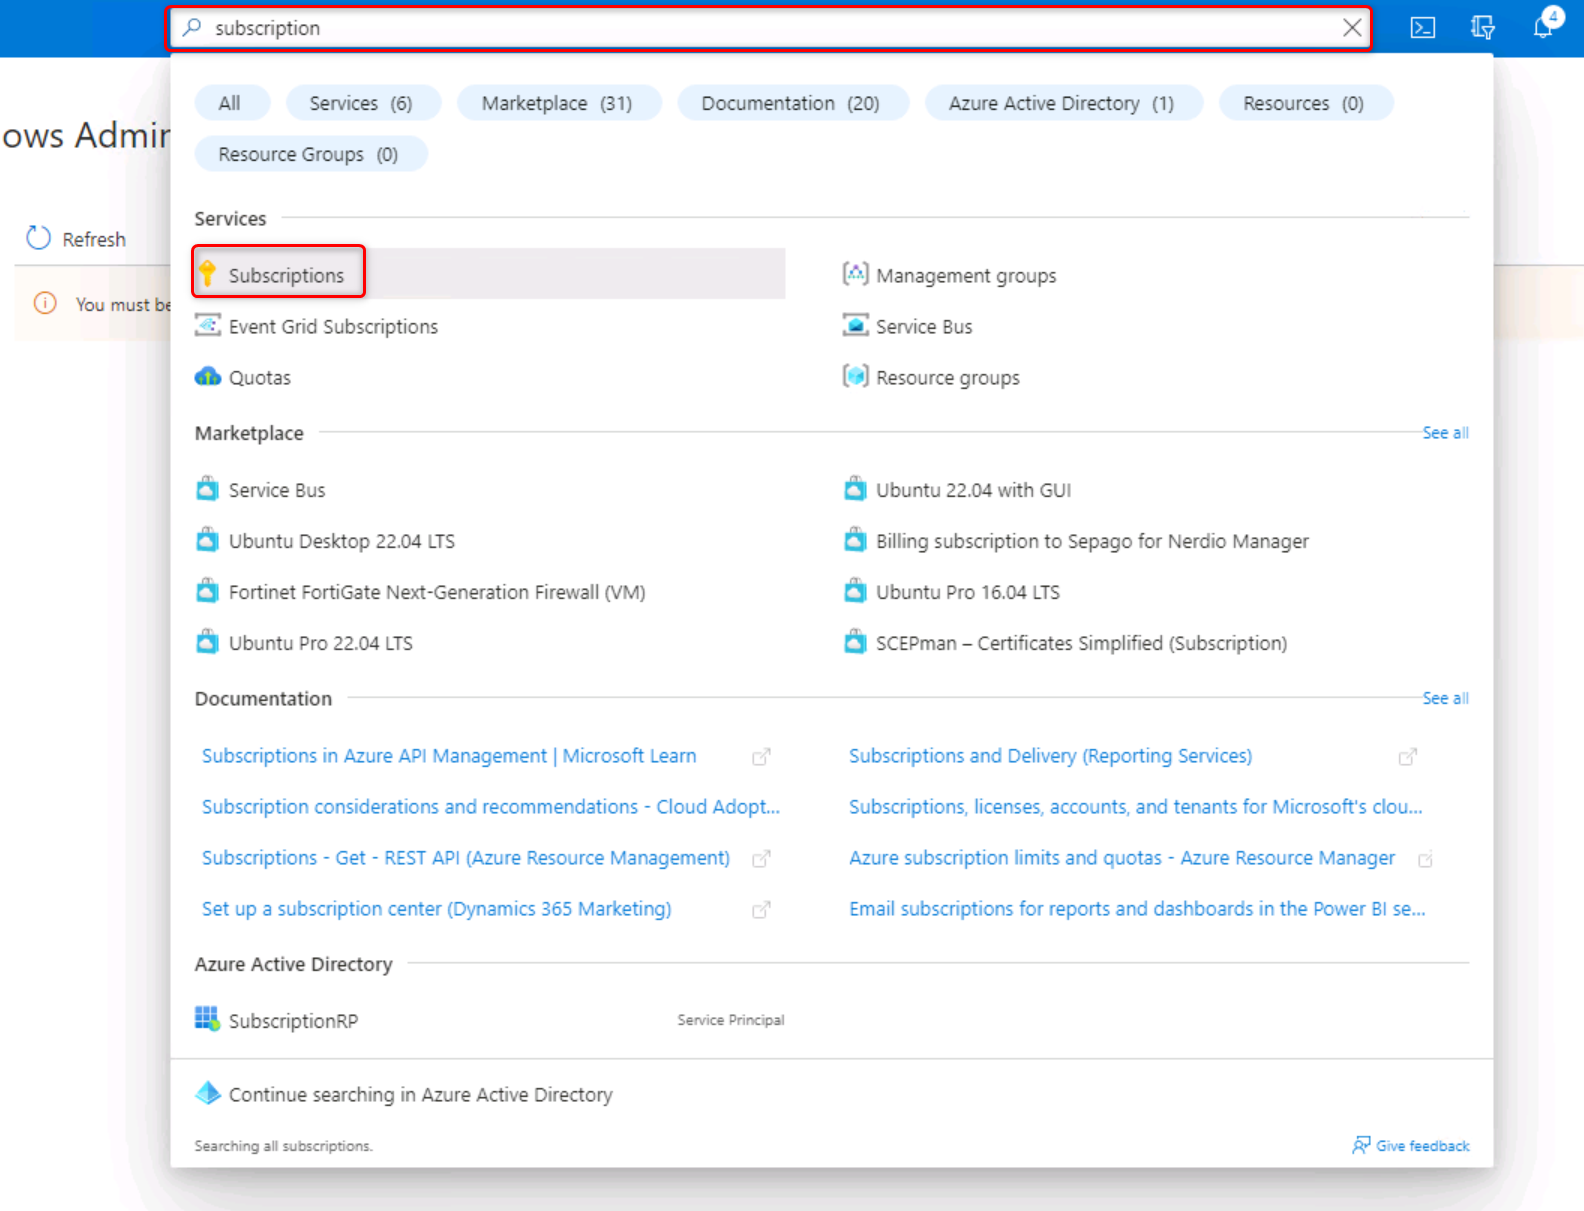 subscription
4
All
Services (6)
Marketplace (31)
Documentation (20)
Azure Active Directory (1)
Resources (0)
ows Admin
Resource Groups (0)
Services
Refresh
Subscriptions
Management groups
You must be
Event Grid Subscriptions
Service Bus
Quotas
Resource groups
Marketplace
See all
Service Bus
Ubuntu 22.04 with GUI
Ubuntu Desktop 22.04 LTS
Billing subscription to Sepago for Nerdio Manager
Fortinet FortiGate Next-Generation Firewall (VM)
Ubuntu Pro 16.04 LTS
Ubuntu Pro 22.04 LTS
SCEPman – Certificates Simplified (Subscription)
Documentation
See all
Subscriptions in Azure API Management | Microsoft Learn
Subscriptions and Delivery (Reporting Services)
Subscription considerations and recommendations - Cloud Adopt...
Subscriptions, licenses, accounts, and tenants for Microsoft's clou...
Subscriptions - Get - REST API (Azure Resource Management)
Azure subscription limits and quotas - Azure Resource Manager
Set up a subscription center (Dynamics 365 Marketing)
Email subscriptions for reports and dashboards in the Power BI se...
Azure Active Directory
SubscriptionRP
Service Principal
Continue searching in Azure Active Directory
Searching all subscriptions.
Give feedback